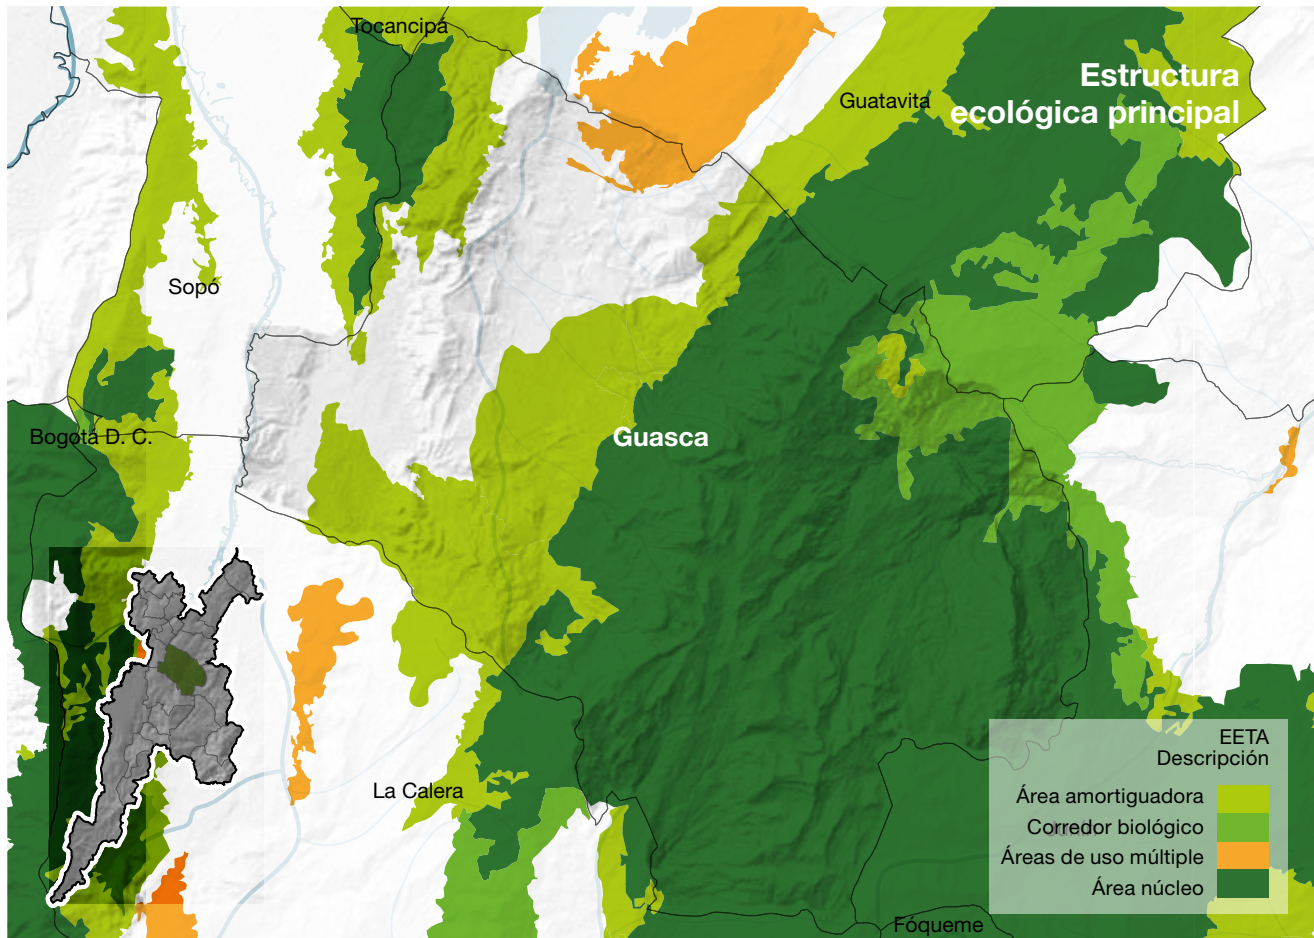 Tocancipá
Estructura
ecológica principal
Guatavita
Sopó
Bogotá D. C.
Guasca
La Calera
EETA
Descripción
Área amortiguadora
Corredor biológico
Junín
Áreas de uso múltiple
Área núcleo
Fóqueme